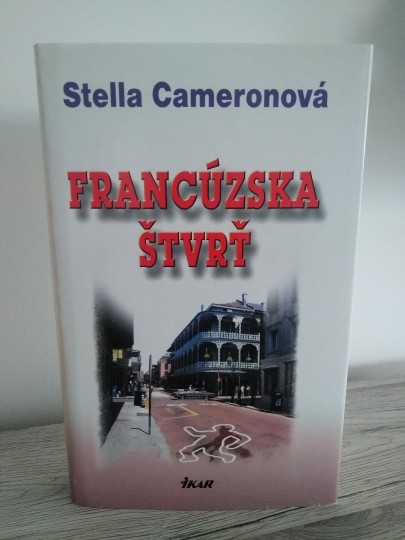 Stella Cameronová
FRANCÚZSKA
ŠTVRŤ
IKAR